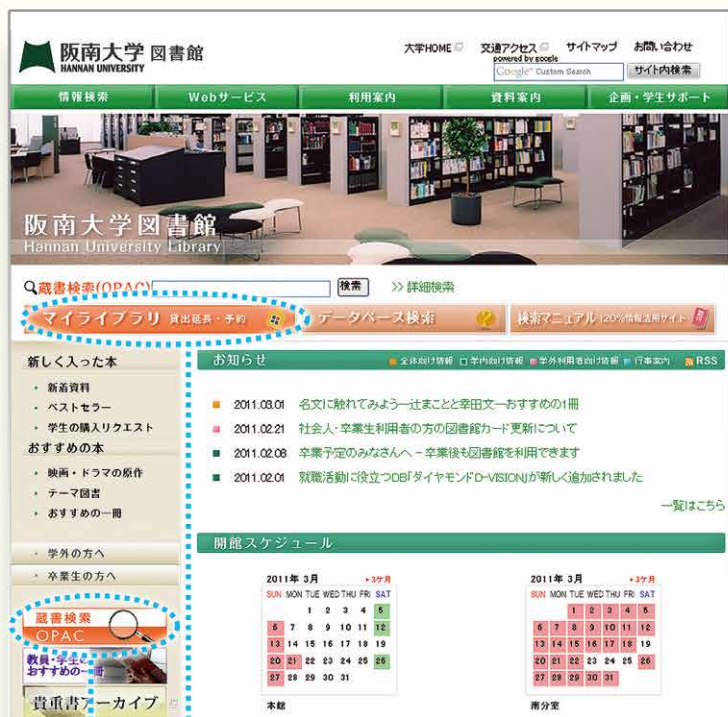 阪南大学 図書館
HANNAN UNIVERSITY
大学HOME 交通アクセス サイトマップ お問い合わせ
powered by google
Google™ Custom Search サイト内検索
情報検索 Webサービス 利用案内 資料案内 企画・学生サポート
阪南大学図書館
Hannan University Library
蔵書検索(OPAC) 検索 >> 詳細検索
マイライブラリ 貸出延長・予約 データベース検索 検索マニュアル 120%情報活用サイト
新しく入った本
・ 新着資料
・ ベストセラー
・ 学生の購入リクエスト
おすすめの本
・ 映画・ドラマの原作
・ テーマ図書
・ おすすめの一冊
・ 学外の方へ
・ 卒業生の方へ
蔵書検索
OPAC
教員・学生の
おすすめの一冊
貴重書アーカイブ
お知らせ 全体向け情報 学内向け情報 学外利用者向け情報 行事案内 RSS
2011.03.01 名文に触れてみよう―辻まことと幸田文―おすすめの1冊
2011.02.21 社会人・卒業生利用者の方の図書館カード更新について
2011.02.08 卒業予定のみなさんへ - 卒業後も図書館を利用できます
2011.02.01 就職活動に役立つDB「ダイヤモンドD-VISION」が新しく追加されました
一覧はこちら
開館スケジュール
2011年 3月 ▸3ケ月
SUN MON TUE WED THU FRI SAT
1 2 3 4 5
6 7 8 9 10 11 12
13 14 15 16 17 18 19
20 21 22 23 24 25 26
27 28 29 30 31
本館
2011年 3月 ▸3ケ月
SUN MON TUE WED THU FRI SAT
1 2 3 4 5
6 7 8 9 10 11 12
13 14 15 16 17 18 19
20 21 22 23 24 25 26
27 28 29 30 31
南分室